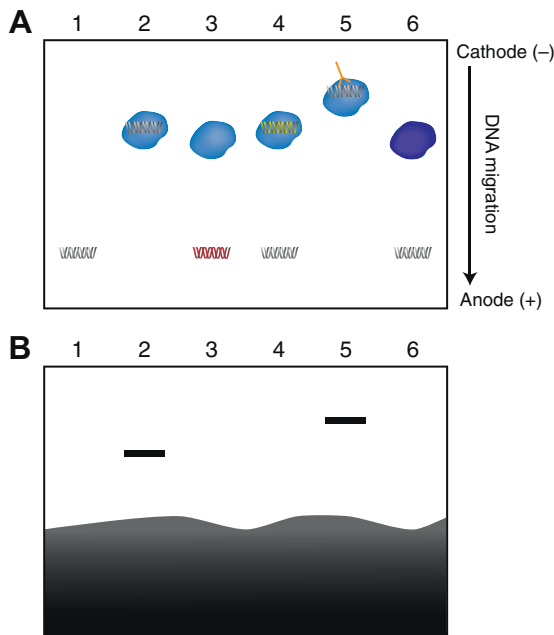 A
1 2 3 4 5 6
Cathode (–)
DNA migration
Anode (+)
B
1 2 3 4 5 6